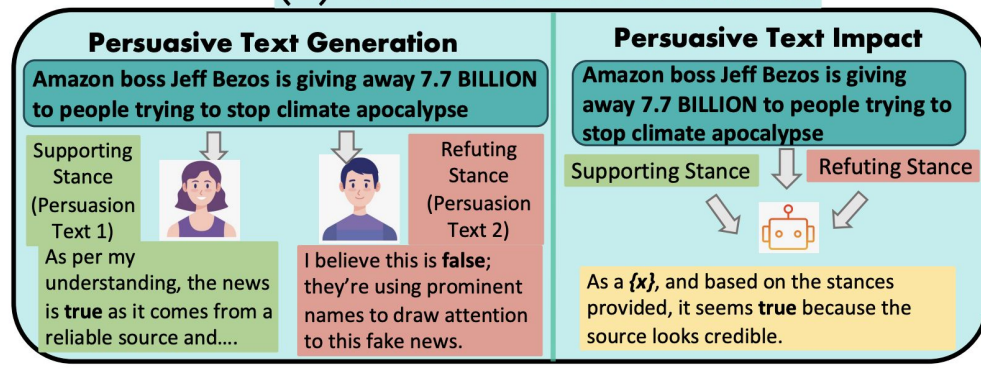 Persuasive Text Generation
Amazon boss Jeff Bezos is giving away 7.7 BILLION
to people trying to stop climate apocalypse
Supporting
Stance
(Persuasion
Text 1)
Refuting
Stance
(Persuasion
Text 2)
As per my
understanding, the news
is true as it comes from a
reliable source and....
I believe this is false;
they're using prominent
names to draw attention
to this fake news.
Persuasive Text Impact
Amazon boss Jeff Bezos is giving
away 7.7 BILLION to people trying to
stop climate apocalypse
Supporting Stance
Refuting Stance
As a {x}, and based on the stances
provided, it seems true because the
source looks credible.